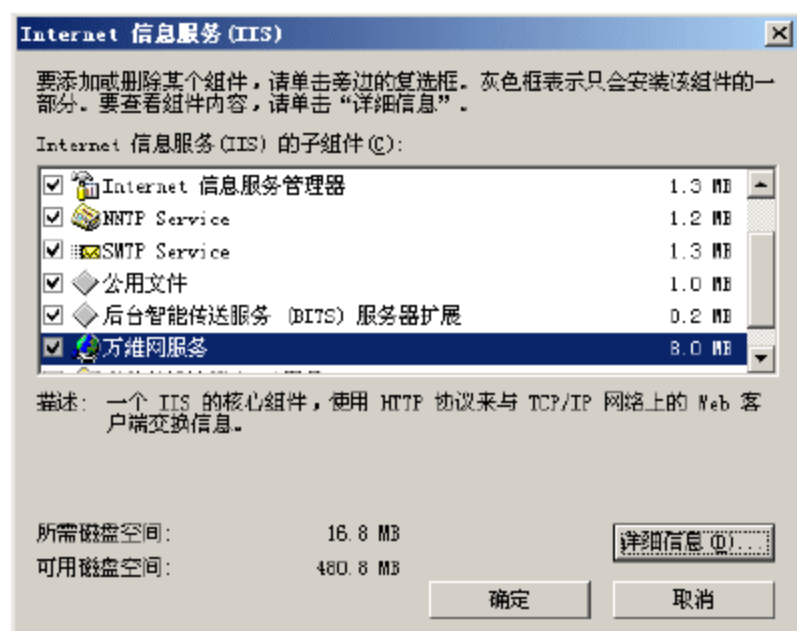 Internet 信息服务(IIS)
要添加或删除某个组件，请单击旁边的复选框。灰色框表示只会安装该组件的一
部分。要查看组件内容，请单击“详细信息”。
Internet 信息服务(IIS) 的子组件(C):
Internet 信息服务管理器 1.3 MB
NNTP Service 1.2 MB
SMTP Service 1.3 MB
公用文件 1.0 MB
后台智能传送服务 (BITS) 服务器扩展 0.2 MB
万维网服务 8.0 MB
描述: 一个 IIS 的核心组件，使用 HTTP 协议来与 TCP/IP 网络上的 Web 客
户端交换信息。
所需磁盘空间: 16.8 MB
详细信息(D)...
可用磁盘空间: 480.8 MB
确定 取消